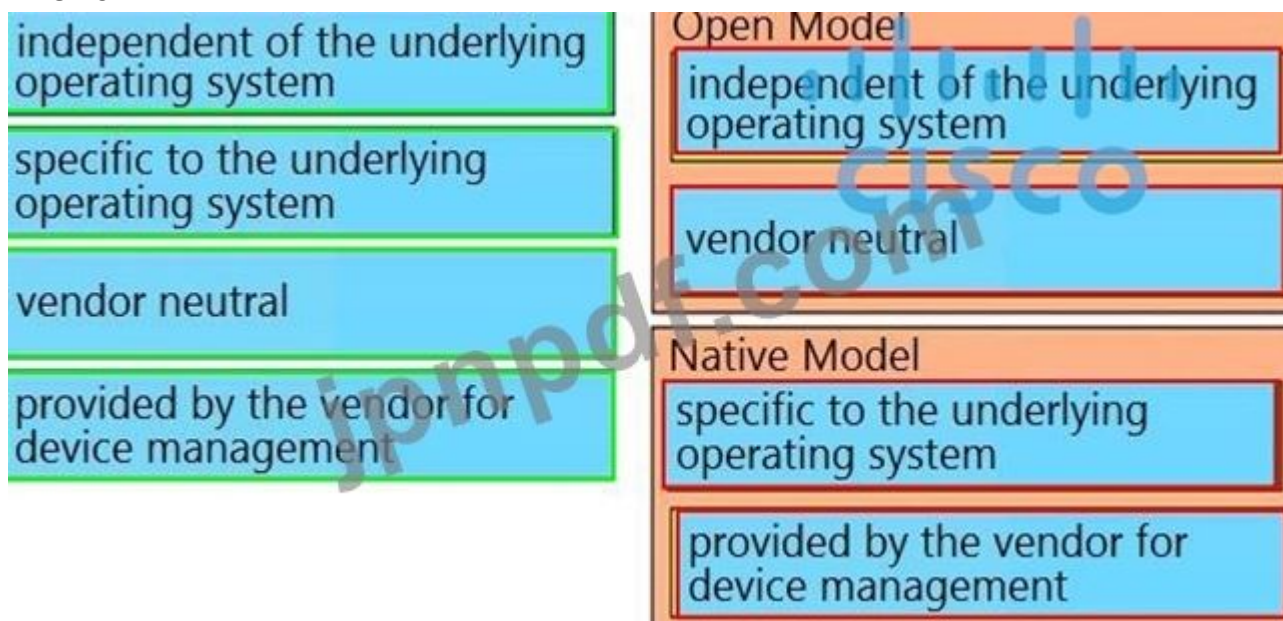 independent of the underlying
operating system
specific to the underlying
operating system
vendor neutral
provided by the vendor for
device management
Open Model
independent of the underlying
operating system
vendor neutral
Native Model
specific to the underlying
operating system
provided by the vendor for
device management
CISCO
jpnpdf.com